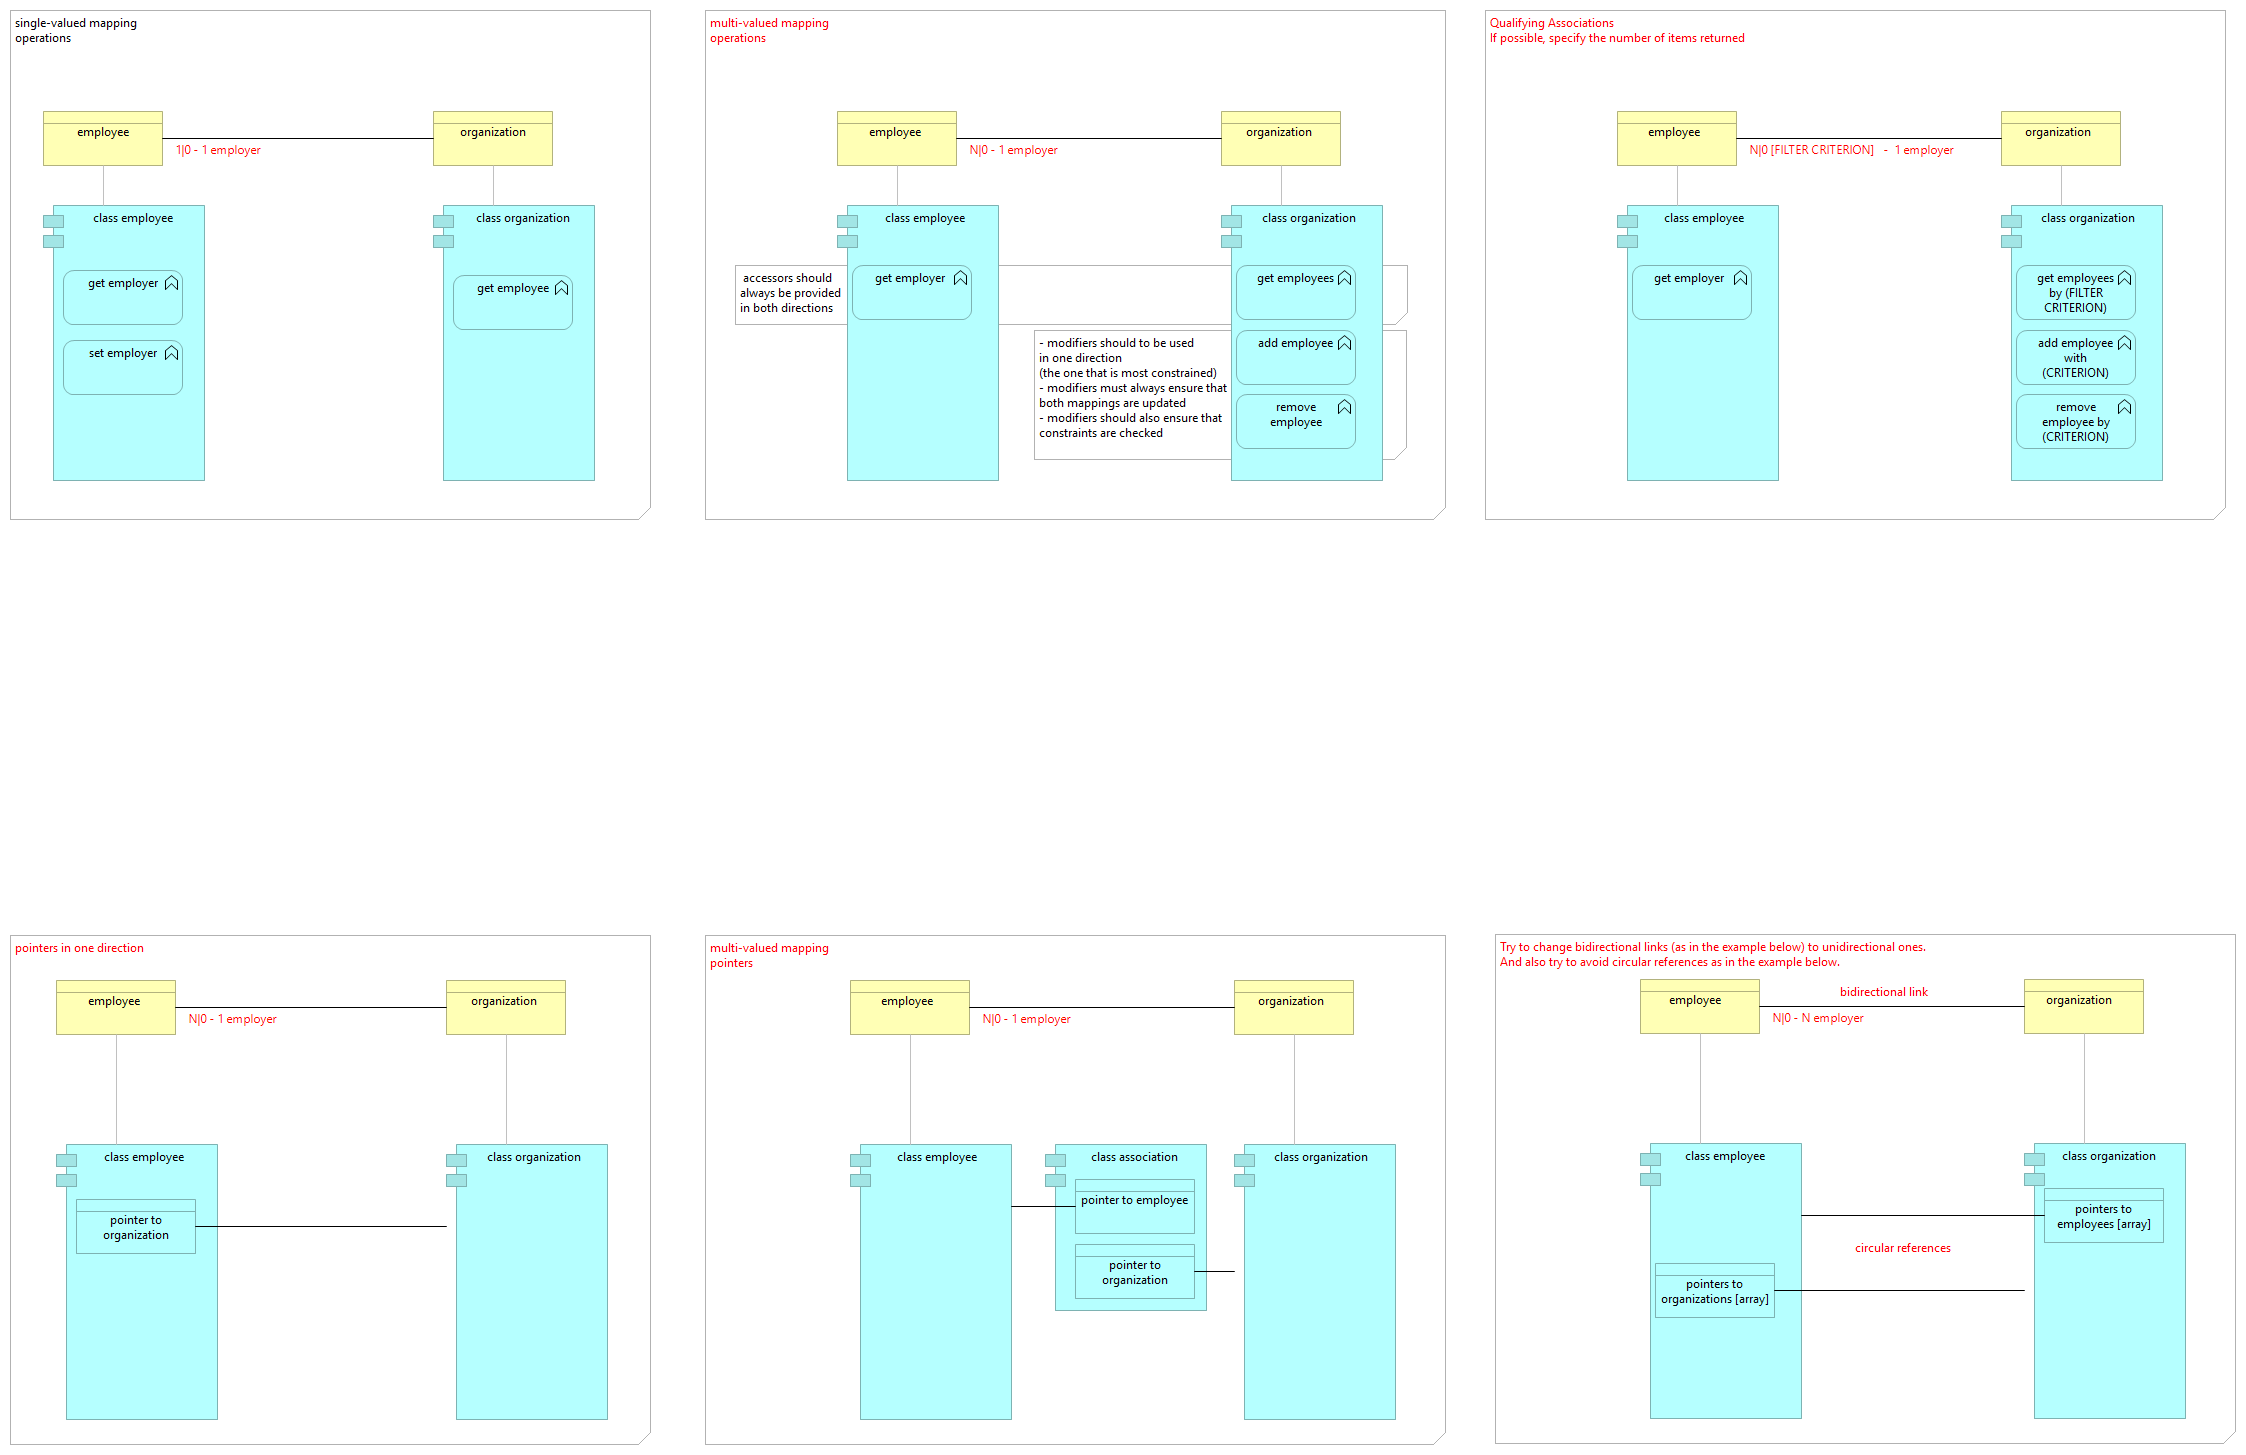 single-valued mapping
operations
employee
organization
1|0 - 1 employer
class employee
class organization
get employer
get employee
set employer
multi-valued mapping
operations
employee
organization
N|0 - 1 employer
class employee
class organization
accessors should
always be provided
in both directions
get employer
get employees
- modifiers should to be used
in one direction
(the one that is most constrained)
- modifiers must always ensure that
both mappings are updated
- modifiers should also ensure that
constraints are checked
add employee
remove
employee
Qualifying Associations
If possible, specify the number of items returned
employee
organization
N|0 [FILTER CRITERION]   -  1 employer
class employee
class organization
get employer
get employees
by (FILTER
CRITERION)
add employee
with
(CRITERION)
remove
employee by
(CRITERION)
pointers in one direction
employee
organization
N|0 - 1 employer
class employee
class organization
pointer to
organization
multi-valued mapping
pointers
employee
organization
N|0 - 1 employer
class employee
class association
class organization
pointer to employee
pointer to
organization
Try to change bidirectional links (as in the example below) to unidirectional ones.
And also try to avoid circular references as in the example below.
employee
bidirectional link
organization
N|0 - N employer
class employee
class organization
pointers to
employees [array]
circular references
pointers to
organizations [array]